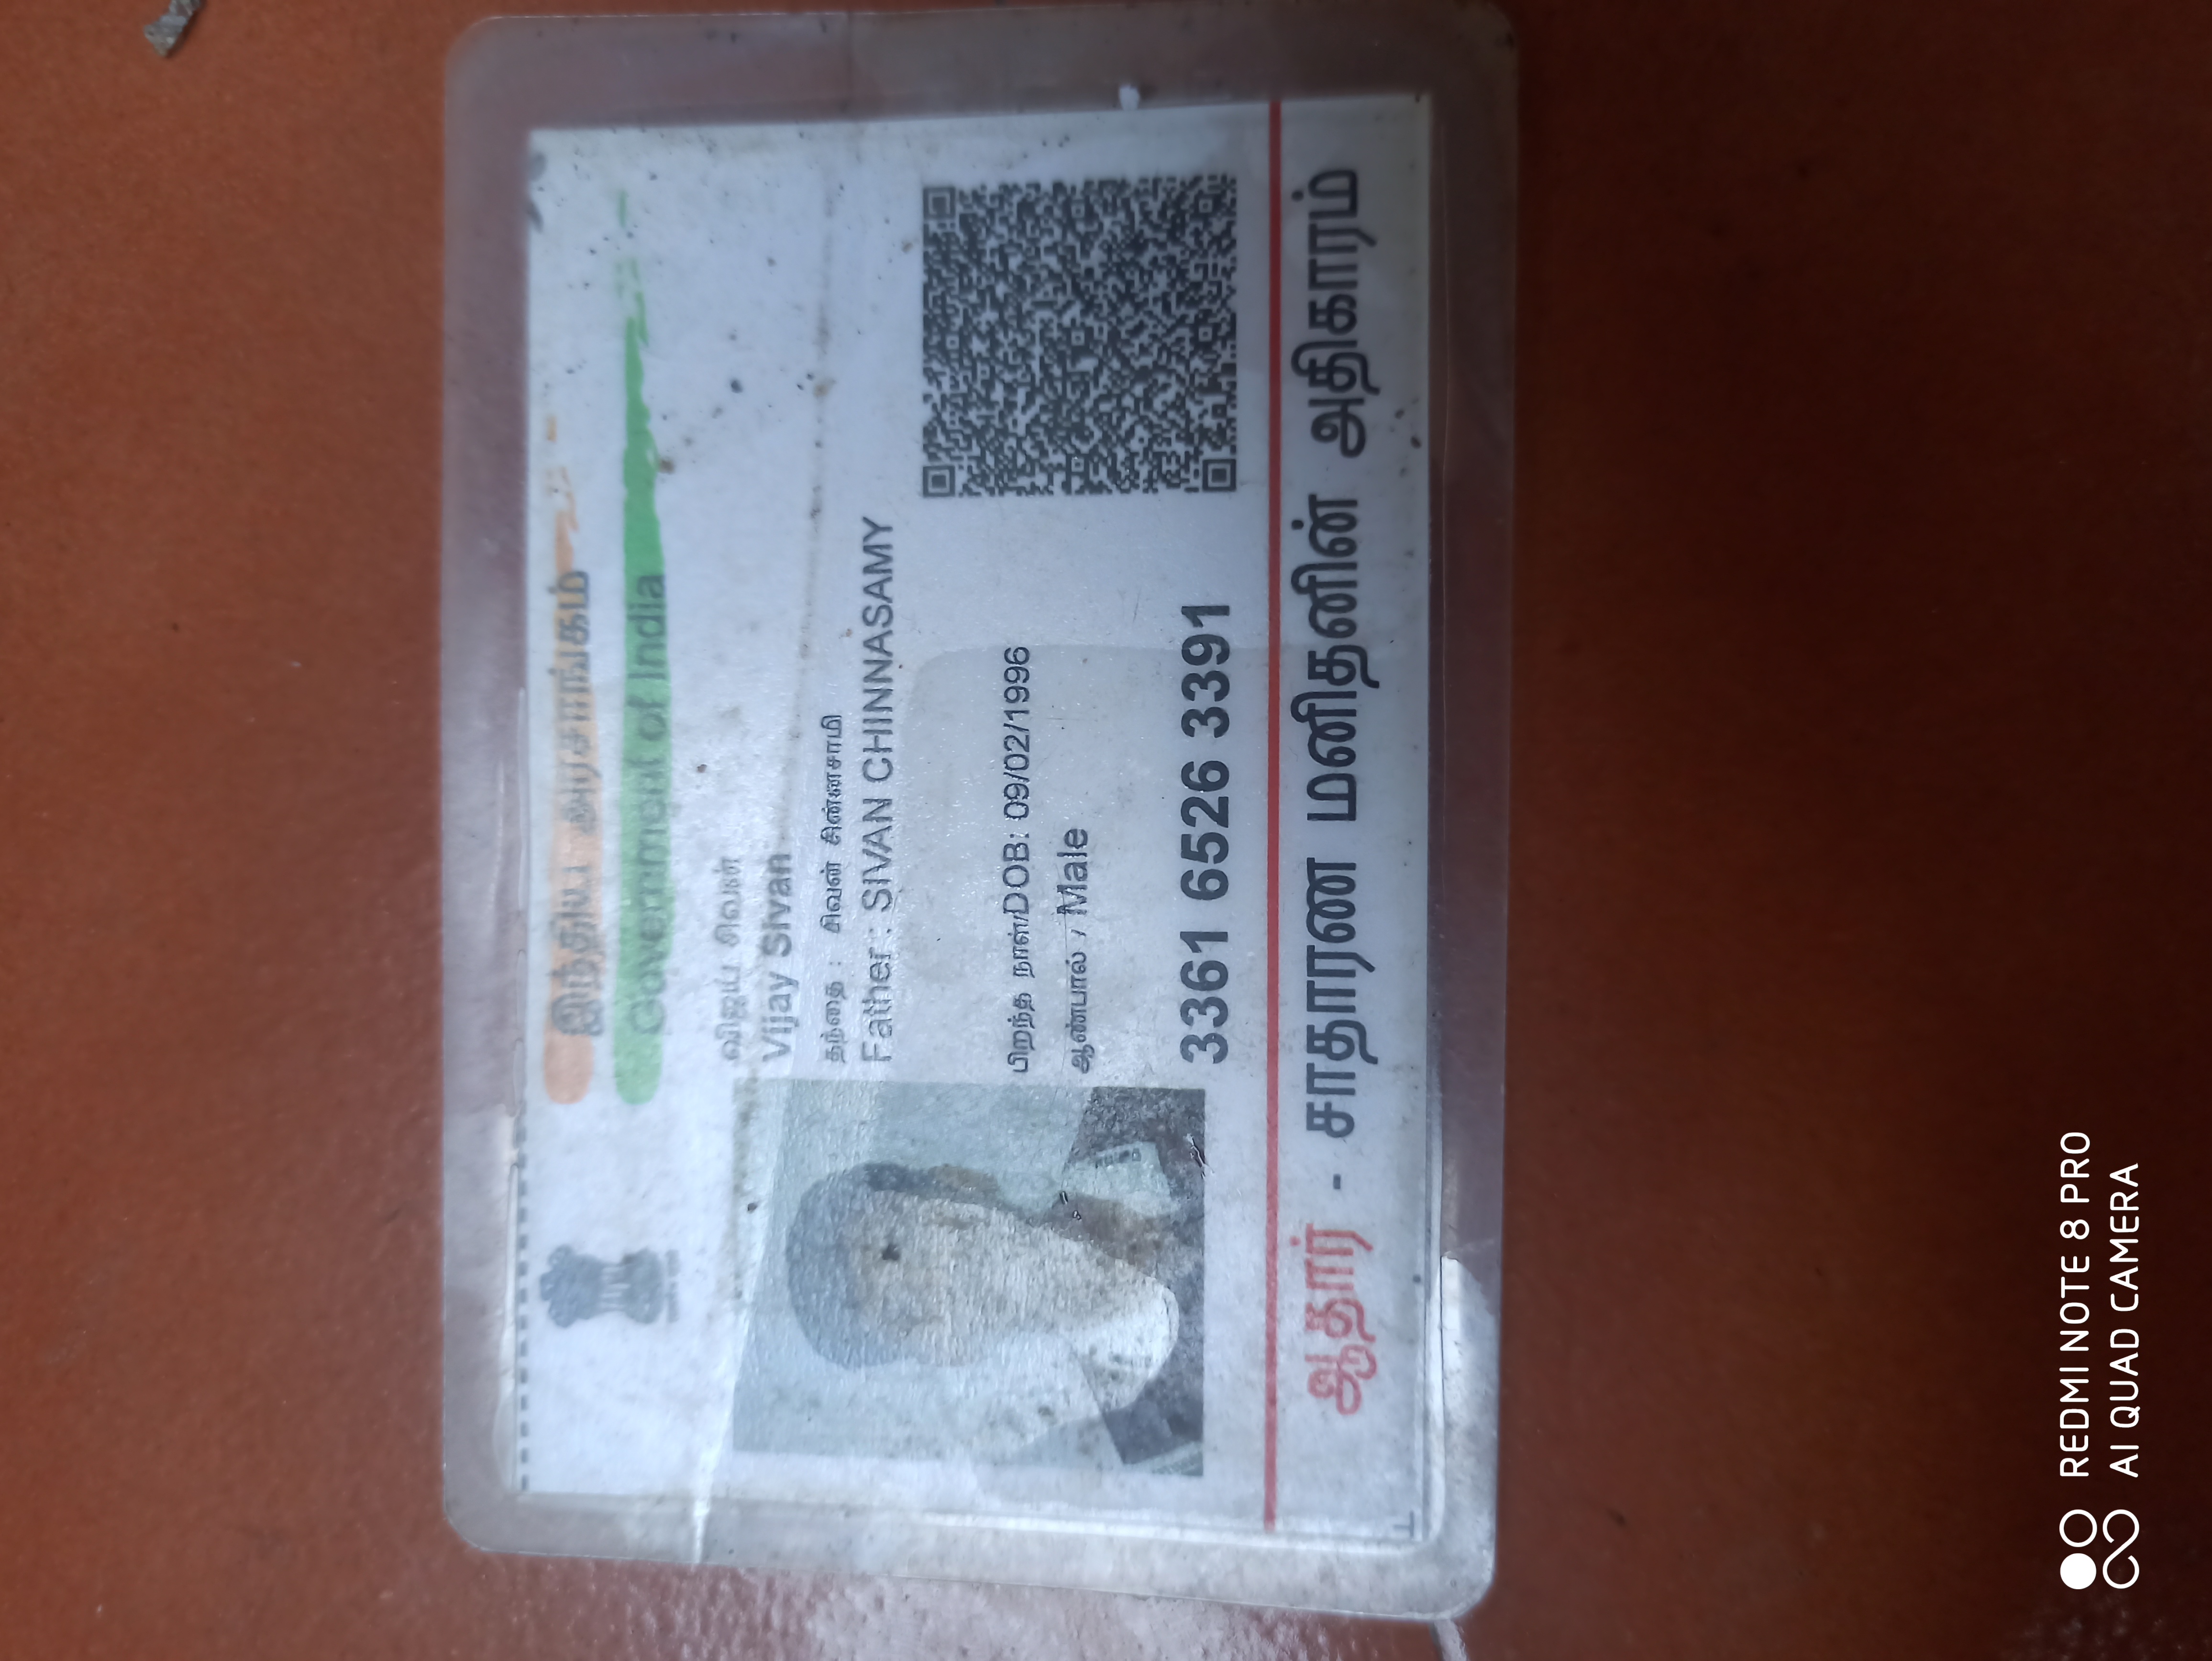 இந்திய அரசாங்கம்
Government of India
விஜய் சிவன்
Vijay Sivan
தந்தை : சிவன் சின்னசாமி
Father : SIVAN CHINNASAMY
பிறந்த நாள்/DOB: 09/02/1996
ஆண்பால் / Male
3361 6526 3391
ஆதார் - சாதாரண மனிதனின் அதிகாரம்
REDMI NOTE 8 PRO
AI QUAD CAMERA